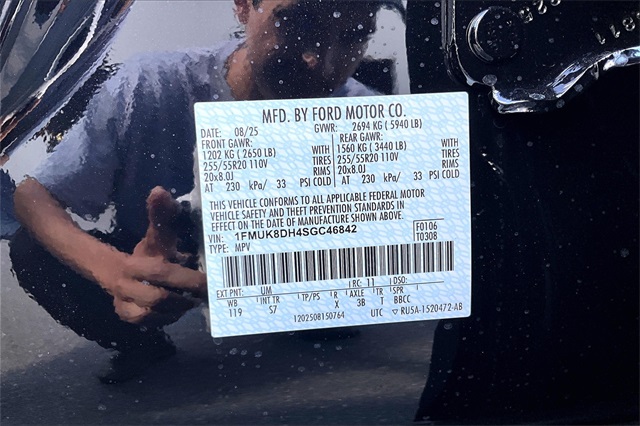 MFD. BY FORD MOTOR CO.
DATE: 08/25 GVWR: 2694 KG ( 5940 LB)
FRONT GAWR: REAR GAWR:
1202 KG ( 2650 LB) WITH 1560 KG ( 3440 LB) WITH
255/55R20 110V TIRES 255/55R20 110V TIRES
20x8.0J RIMS 20x8.0J RIMS
AT 230 kPa/ 33 PSI COLD AT 230 kPa/ 33 PSI COLD
THIS VEHICLE CONFORMS TO ALL APPLICABLE FEDERAL MOTOR
VEHICLE SAFETY AND THEFT PREVENTION STANDARDS IN
EFFECT ON THE DATE OF MANUFACTURE SHOWN ABOVE.
VIN: 1FMUK8DH4SGC46842 F0106
TYPE: MPV T0308
EXT PNT: UM RC: 11 DSO:
WB INT TR TP/PS R AXLE TR SPR
119 S7 X 3B T BBCC
1202508150764 UTC ▽ RU5A-1520472-AB